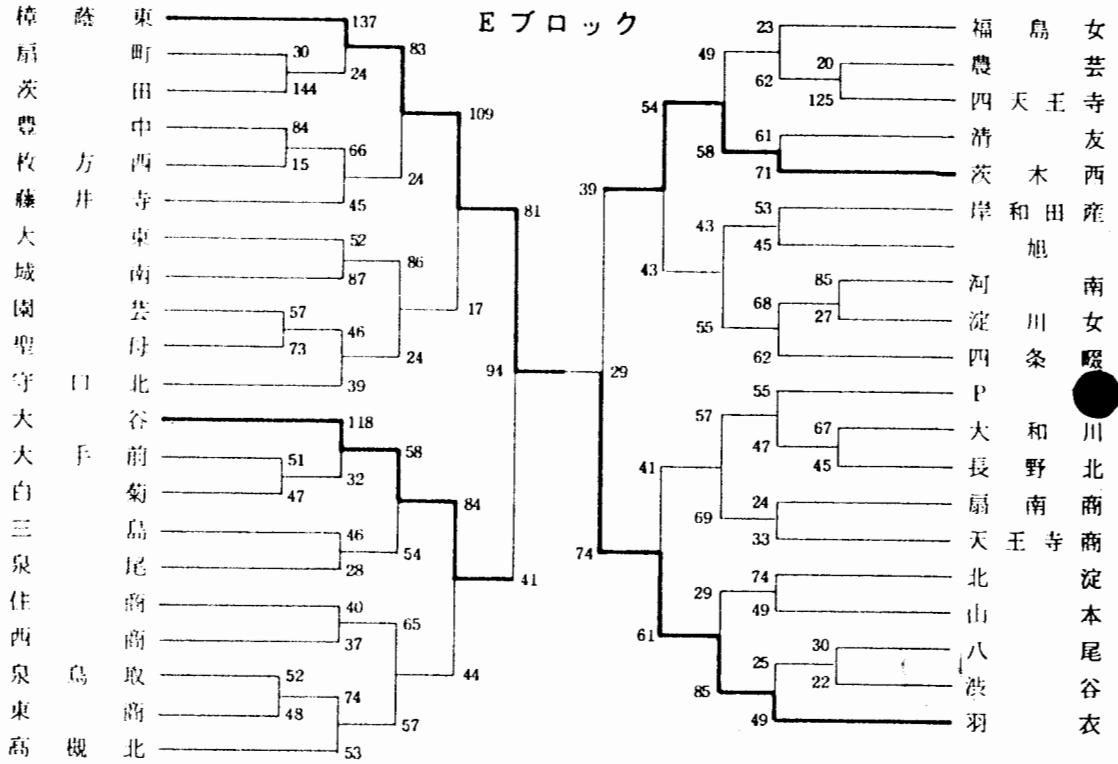 Eブロック
樟蔭東
扇町
茨田
豊中
枚方西
藤井寺
大東
城南
園芸
聖母
守口北
大谷
大手前
白菊
三島
泉尾
住商
西商
泉鳥取
東商
高槻北
137
30
144
24
83
84
15
66
45
24
109
52
87
86
57
73
46
39
24
17
81
118
51
47
32
58
46
28
54
84
40
37
65
52
48
74
53
57
44
41
94
29
福島女
農芸
四天王寺
清友
茨木西
岸和田産
旭
河南
淀川女
四条畷
P
大和川
長野北
扇南商
天王寺商
北淀
山本
八尾
渋谷
羽衣
23
20
125
62
49
61
71
58
54
53
45
43
85
27
68
62
55
43
39
55
67
45
47
57
24
33
69
41
74
74
49
29
30
22
25
49
85
61